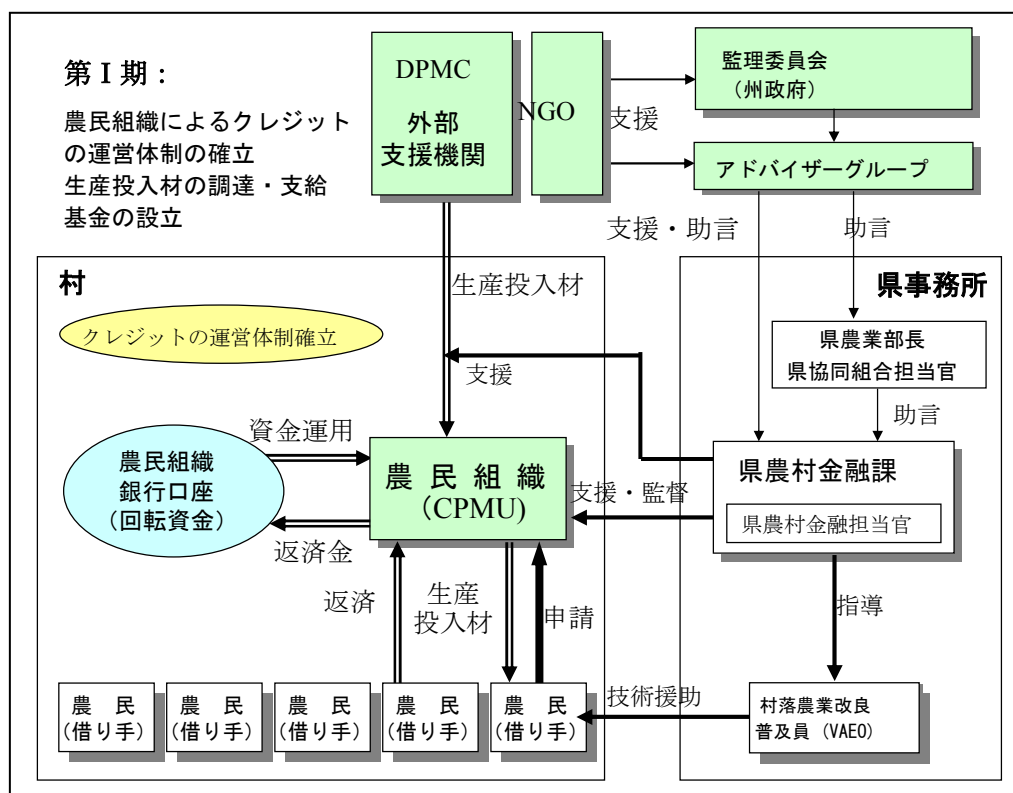 第Ⅰ期：
農民組織によるクレジット
の運営体制の確立
生産投入材の調達・支給
基金の設立
DPMC
外部
支援機関
NGO
支援
監理委員会
（州政府）
アドバイザーグループ
支援・助言
助言
村
クレジットの運営体制確立
生産投入材
支援
県事務所
県農業部長
県協同組合担当官
助言
農民組織
銀行口座
（回転資金）
資金運用
返済金
農民組織
（CPMU)
支援・監督
県農村金融課
県農村金融担当官
返済
生産
投入材
申請
指導
農　民
(借り手)
農　民
(借り手)
農　民
(借り手)
農　民
(借り手)
農　民
(借り手)
技術援助
村落農業改良
普及員（VAEO）